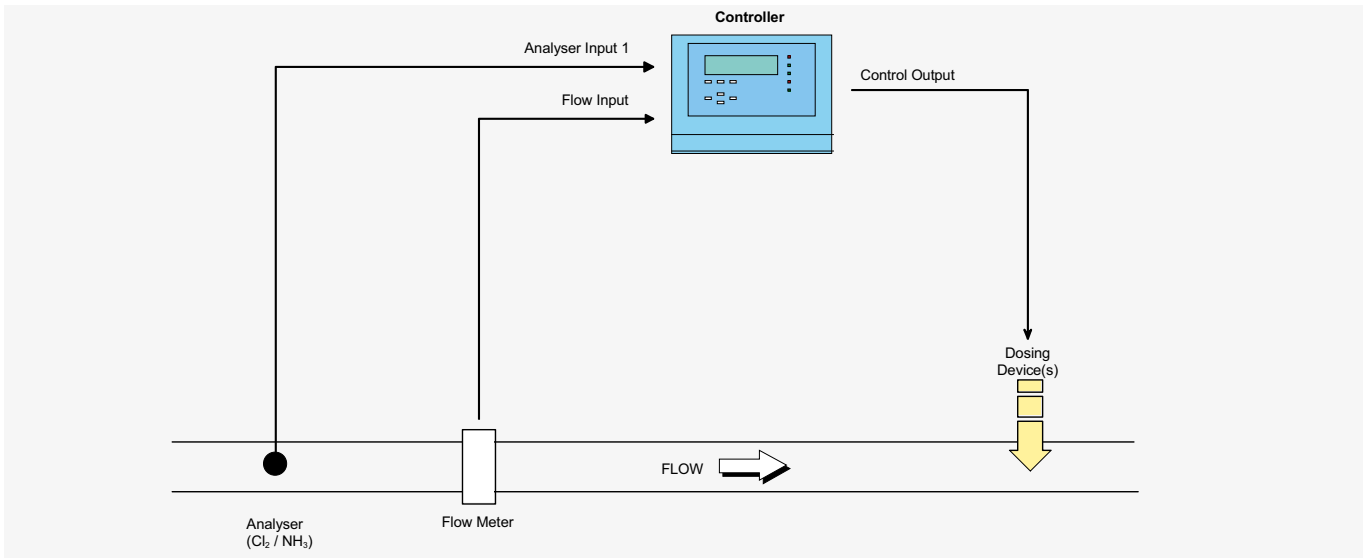 Controller
Analyser Input 1
Flow Input
Control Output
Dosing
Device(s)
FLOW
Flow Meter
Analyser
(Cl₂ / NH₃)